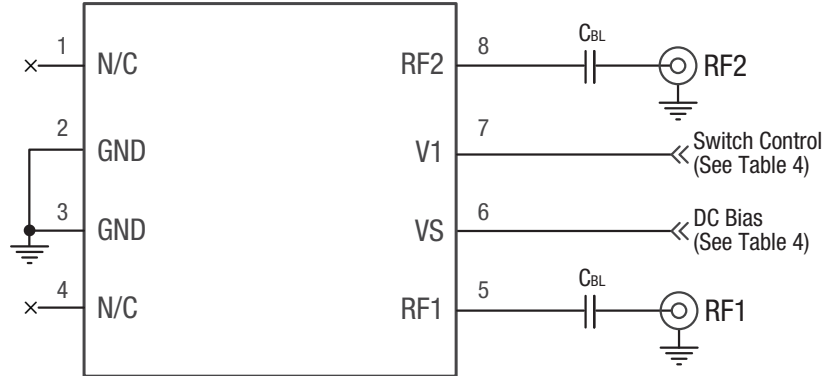 1 N/C
2 GND
3 GND
4 N/C
RF2 8 CBL RF2
V1 7 Switch Control
(See Table 4)
VS 6 DC Bias
(See Table 4)
RF1 5 CBL RF1